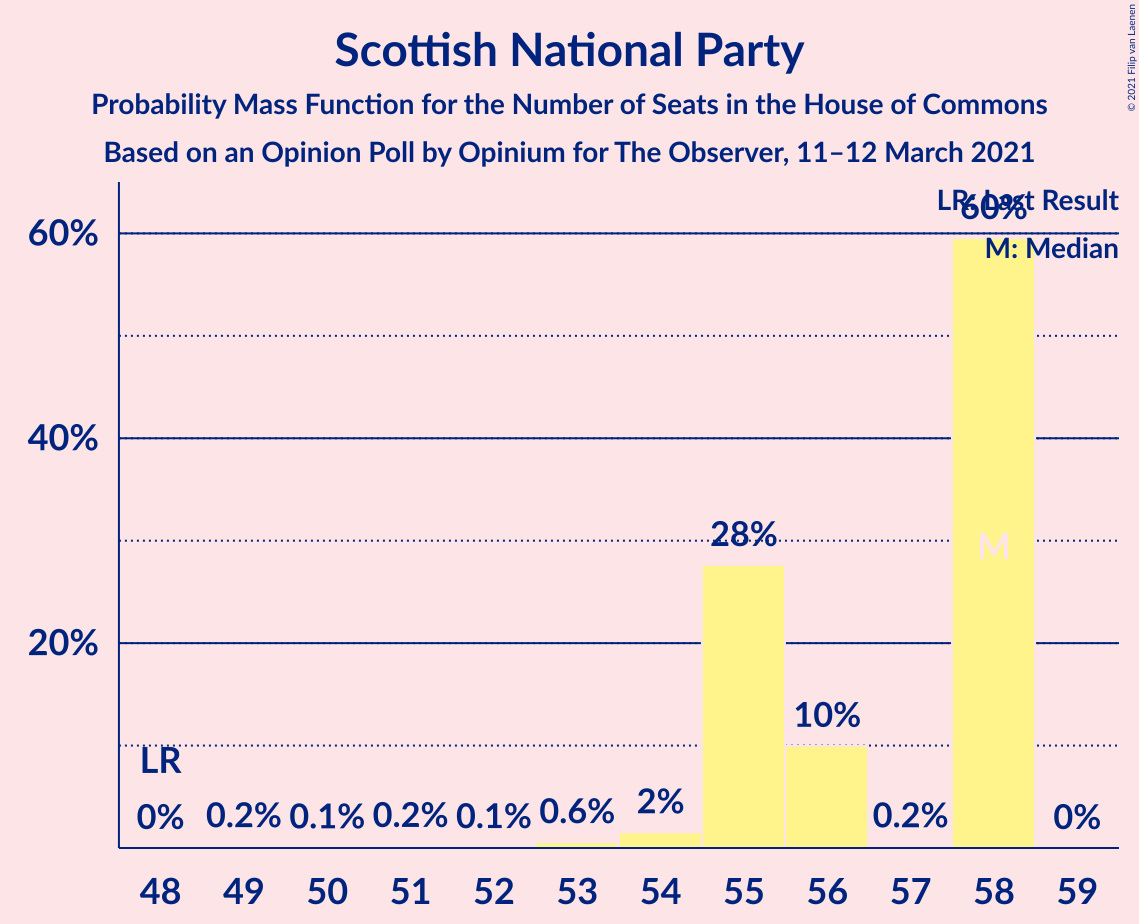 Scottish National Party
Probability Mass Function for the Number of Seats in the House of Commons
Based on an Opinion Poll by Opinium for The Observer, 11–12 March 2021
© 2021 Filip van Laenen
LR: Last Result
M: Median
60%
40%
20%
LR
0%
0.2%
0.1%
0.2%
0.1%
0.6%
2%
28%
10%
0.2%
60%
M
0%
48 49 50 51 52 53 54 55 56 57 58 59